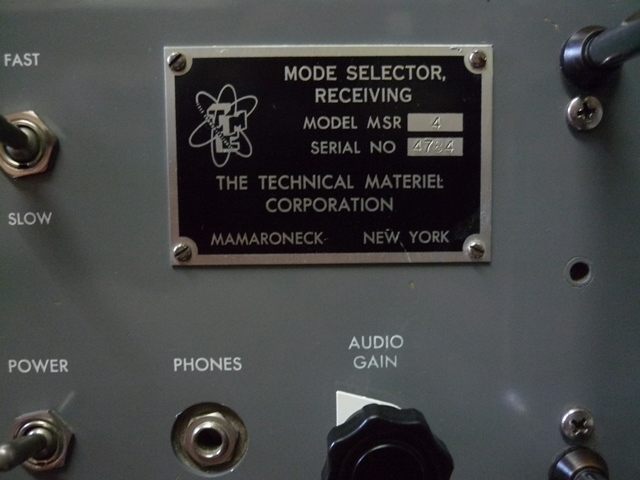 FAST
MODE SELECTOR,
RECEIVING
MODEL MSR 4
SERIAL NO 4794
THE TECHNICAL MATERIEL
CORPORATION
MAMARONECK NEW YORK
SLOW
POWER
PHONES
AUDIO
GAIN